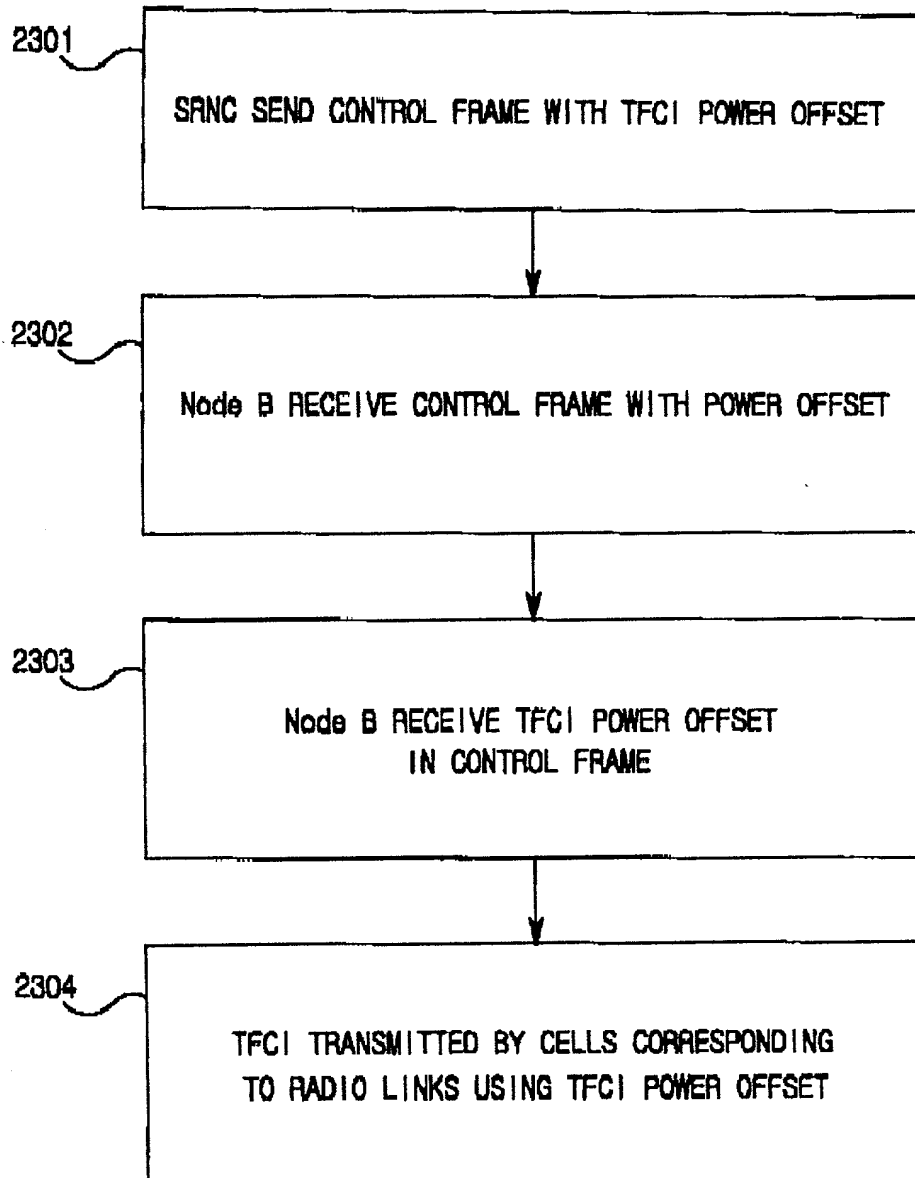 2301
SRNC SEND CONTROL FRAME WITH TFCI POWER OFFSET
2302
Node B RECEIVE CONTROL FRAME WITH POWER OFFSET
2303
Node B RECEIVE TFCI POWER OFFSET
IN CONTROL FRAME
2304
TFCI TRANSMITTED BY CELLS CORRESPONDING
TO RADIO LINKS USING TFCI POWER OFFSET